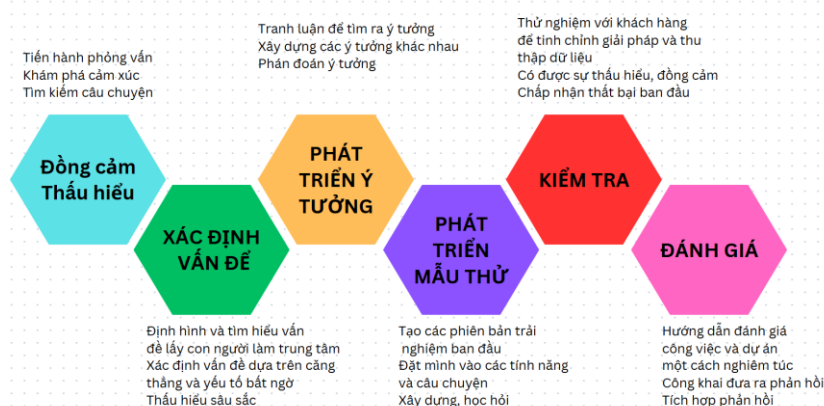 Tiến hành phỏng vấn
Khám phá cảm xúc
Tìm kiếm câu chuyện
Đồng cảm
Thấu hiểu
XÁC ĐỊNH
VẤN ĐỂ
Định hình và tìm hiểu vấn
đề lấy con người làm trung tâm
Xác định vấn đề dựa trên căng
thẳng và yếu tố bất ngờ
Thấu hiểu sâu sắc
Tranh luận để tìm ra ý tưởng
Xây dựng các ý tưởng khác nhau
Phán đoán ý tưởng
PHÁT
TRIỂN Ý
TƯỞNG
PHÁT
TRIỂN
MẪU THỬ
Tạo các phiên bản trải
nghiệm ban đầu
Đặt mình vào các tính năng
và câu chuyện
Xây dựng, học hỏi
Thử nghiệm với khách hàng
để tinh chỉnh giải pháp và thu
thập dữ liệu
Có được sự thấu hiểu, đồng cảm
Chấp nhận thất bại ban đầu
KIỂM TRA
ĐÁNH GIÁ
Hướng dẫn đánh giá
công việc và dự án
một cách nghiêm túc
Công khai đưa ra phản hồi
Tích hợp phản hồi